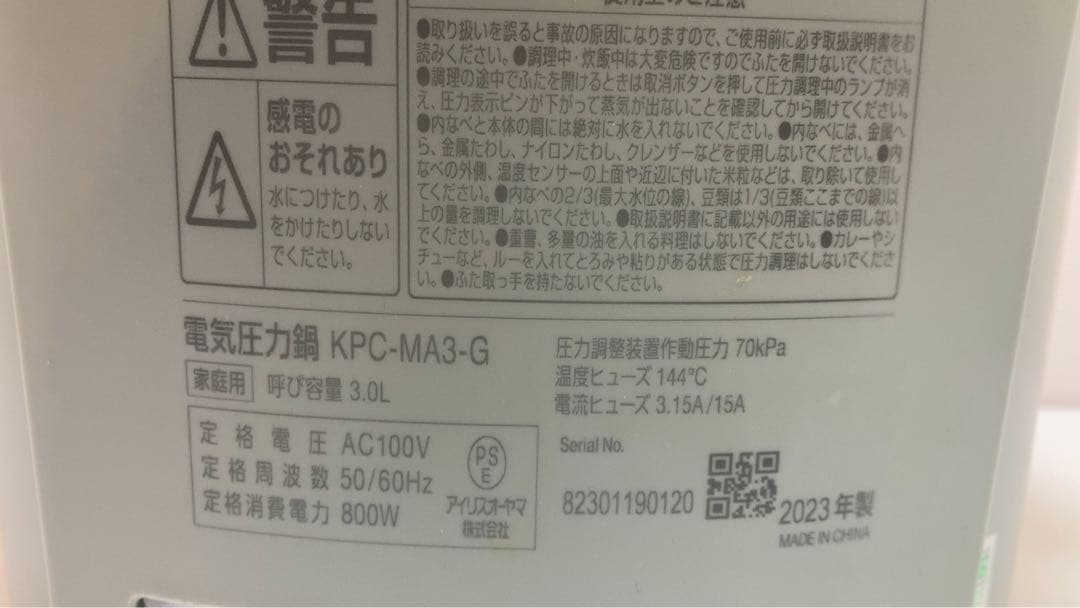 警告
使用上のご注意
●取り扱いを誤ると事故の原因になりますので、ご使用前に必ず取扱説明書をお
読みください。●調理中・炊飯中は大変危険ですのでふたを開けないでください。
●調理の途中でふたを開けるときは取消ボタンを押して圧力調理中のランプが消
え、圧力表示ピンが下がって蒸気が出ないことを確認してから開けてください。
●内なべと本体の間には絶対に水を入れないでください。●内なべには、金属へ
ら、金属たわし、ナイロンたわし、クレンザーなどを使用しないでください。●内
なべの外側、温度センサーの上面や近辺に付いた米粒などは、取り除いて使用し
てください。●内なべの2/3(最大水位の線)、豆類は1/3(豆類ここまでの線)以
上の量を調理しないでください。●取扱説明書に記載以外の用途には使用しない
でください。●重曹、多量の油を入れる料理はしないでください。●カレーやシ
チューなど、ルーを入れてとろみや粘りがある状態で圧力調理はしないでくださ
い。●ふた取っ手を持たないでください。
感電の
おそれあり
水につけたり、水
をかけたりしない
でください。
電気圧力鍋 KPC-MA3-G
家庭用 呼び容量 3.0L
定格電圧 AC100V
定格周波数 50/60Hz
定格消費電力 800W
PS
E
アイリスオーヤマ
株式会社
圧力調整装置作動圧力 70kPa
温度ヒューズ 144℃
電流ヒューズ 3.15A/15A
Serial No.
82301190120
2023年製
MADE IN CHINA